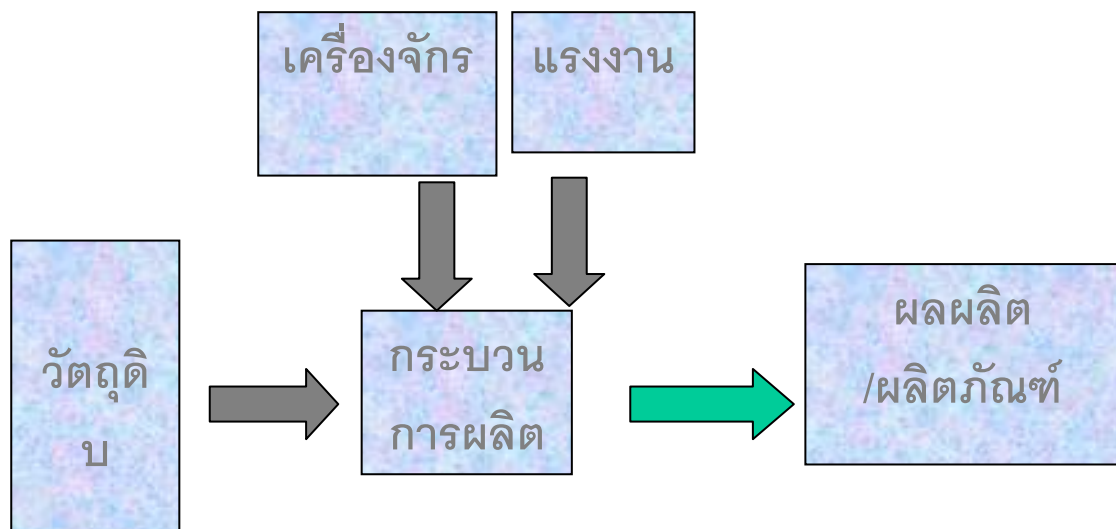 เครื่องจักร
แรงงาน
วัตถุดิ
บ
กระบวน
การผลิต
ผลผลิต
/ผลิตภัณฑ์